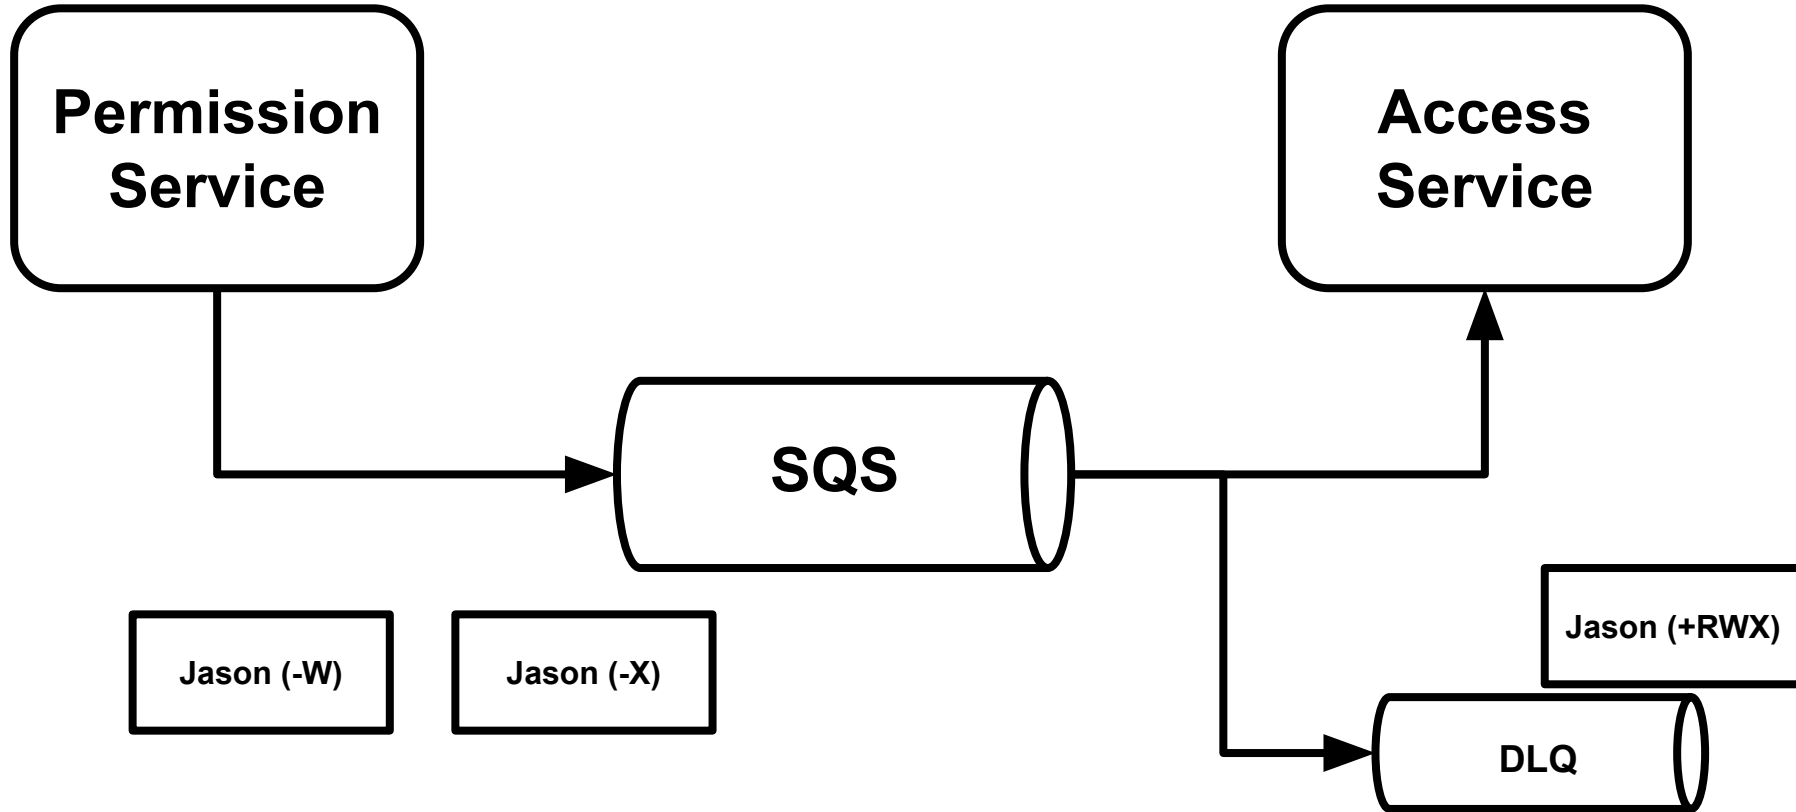 Permission
Service
Access
Service
SQS
Jason (+RWX)
Jason (-W)
Jason (-X)
DLQ